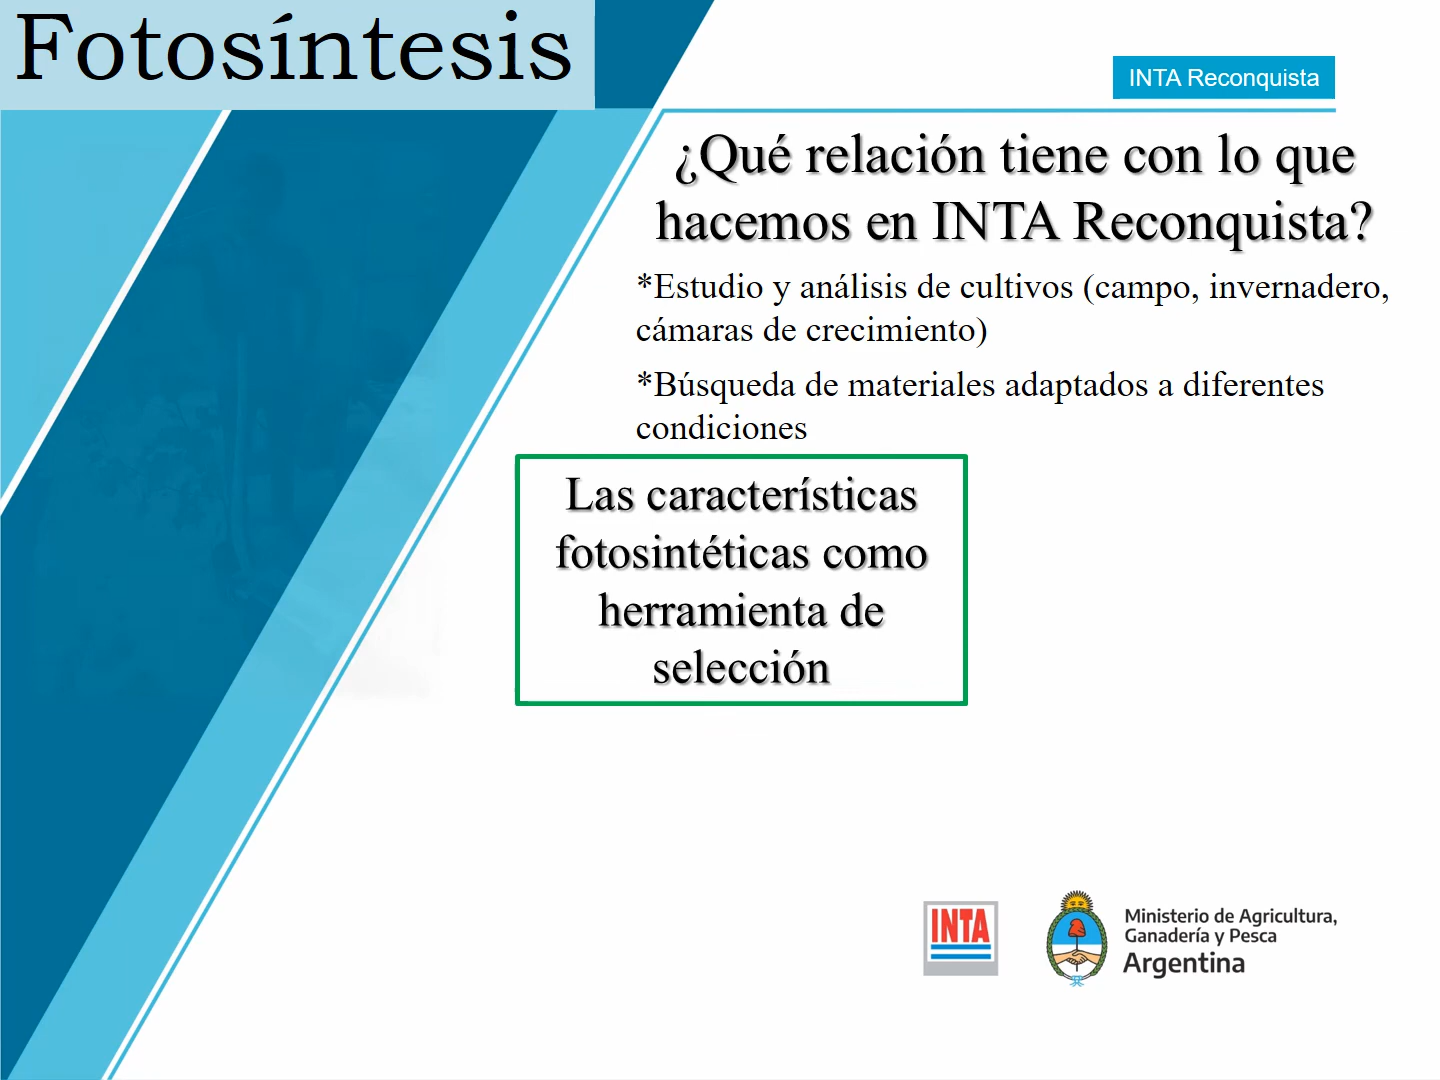 Fotosíntesis
INTA Reconquista
¿Qué relación tiene con lo que
hacemos en INTA Reconquista?
*Estudio y análisis de cultivos (campo, invernadero,
cámaras de crecimiento)
*Búsqueda de materiales adaptados a diferentes
condiciones
Las características
fotosintéticas como
herramienta de
selección
INTA
Ministerio de Agricultura,
Ganadería y Pesca
Argentina